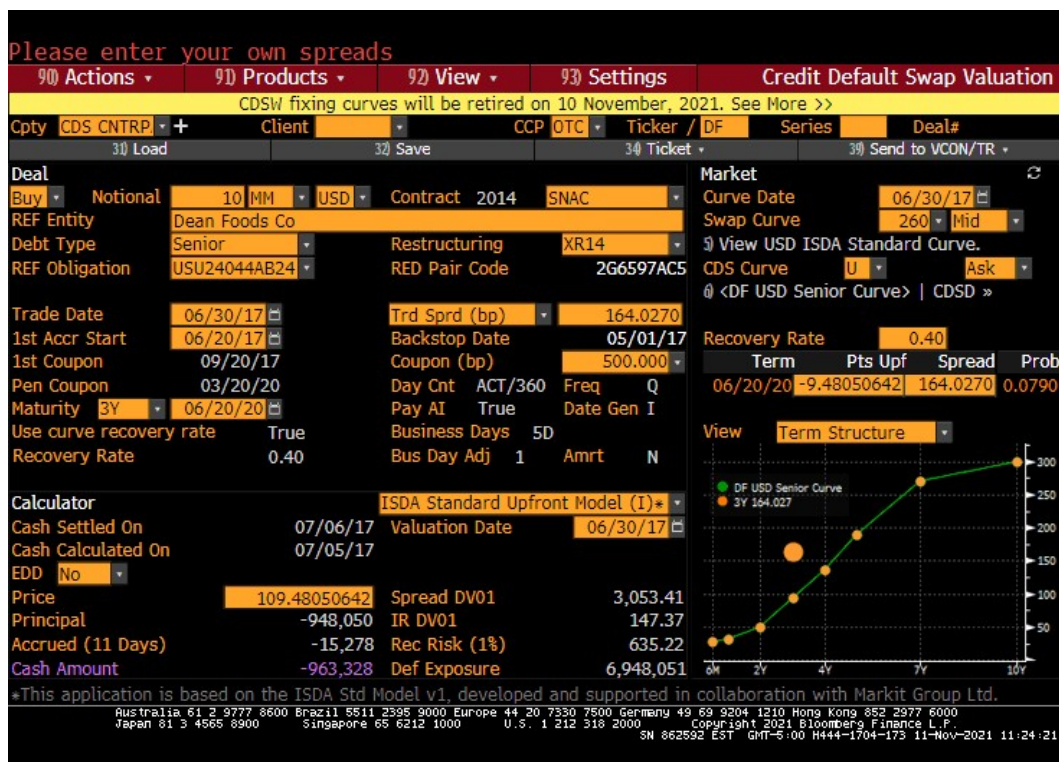 Please enter your own spreads
90) Actions 91) Products 92) View 93) Settings Credit Default Swap Valuation
CDSW fixing curves will be retired on 10 November, 2021. See More >>
Cpty CDS CNTRP. + Client CCP OTC Ticker / DF Series Deal#
31) Load 32) Save 34) Ticket 39) Send to VCON/TR
Deal Market
Buy Notional 10 MM USD Contract 2014 SNAC Curve Date 06/30/17
REF Entity Dean Foods Co Swap Curve 260 Mid
Debt Type Senior Restructuring XR14 5) View USD ISDA Standard Curve.
REF Obligation USU24044AB24 RED Pair Code 2G6597AC5 CDS Curve U Ask
6) <DF USD Senior Curve> | CDSD »
Trade Date 06/30/17 Trd Sprd (bp) 164.0270
1st Accr Start 06/20/17 Backstop Date 05/01/17 Recovery Rate 0.40
1st Coupon 09/20/17 Coupon (bp) 500.000 Term Pts Upf Spread Prob
Pen Coupon 03/20/20 Day Cnt ACT/360 Freq Q 06/20/20 -9.48050642 164.0270 0.0790
Maturity 3Y 06/20/20 Pay AI True Date Gen I
Use curve recovery rate True Business Days 5D View Term Structure
Recovery Rate 0.40 Bus Day Adj 1 Amrt N
300
DF USD Senior Curve
3Y 164.027
250
200
150
100
50
6M 2Y 4Y 7Y 10Y
Calculator ISDA Standard Upfront Model (I)*
Cash Settled On 07/06/17 Valuation Date 06/30/17
Cash Calculated On 07/05/17
EDD No
Price 109.48050642 Spread DV01 3,053.41
Principal -948,050 IR DV01 147.37
Accrued (11 Days) -15,278 Rec Risk (1%) 635.22
Cash Amount -963,328 Def Exposure 6,948,051
*This application is based on the ISDA Std Model v1, developed and supported in collaboration with Markit Group Ltd.
Australia 61 2 9777 8600 Brazil 5511 2395 9000 Europe 44 20 7330 7500 Germany 49 69 9204 1210 Hong Kong 852 2977 6000
Japan 81 3 4565 8900 Singapore 65 6212 1000 U.S. 1 212 318 2000 Copyright 2021 Bloomberg Finance L.P.
SN 862592 EST GMT-5:00 H444-1704-173 11-Nov-2021 11:24:21